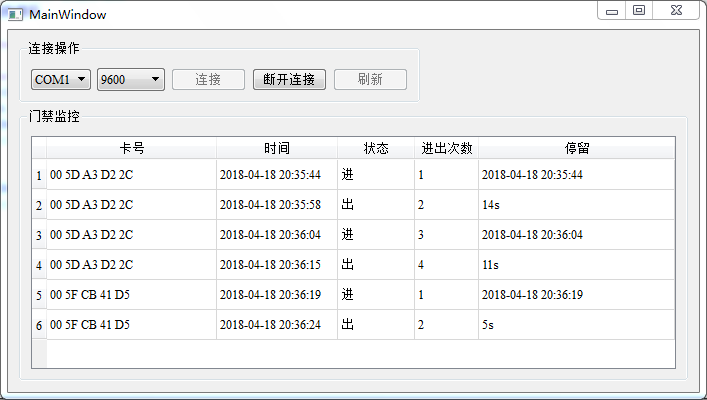 MainWindow
连接操作
COM1 9600 连接 断开连接 刷新
门禁监控
卡号 时间 状态 进出次数 停留
1 00 5D A3 D2 2C 2018-04-18 20:35:44 进 1 2018-04-18 20:35:44
2 00 5D A3 D2 2C 2018-04-18 20:35:58 出 2 14s
3 00 5D A3 D2 2C 2018-04-18 20:36:04 进 3 2018-04-18 20:36:04
4 00 5D A3 D2 2C 2018-04-18 20:36:15 出 4 11s
5 00 5F CB 41 D5 2018-04-18 20:36:19 进 1 2018-04-18 20:36:19
6 00 5F CB 41 D5 2018-04-18 20:36:24 出 2 5s